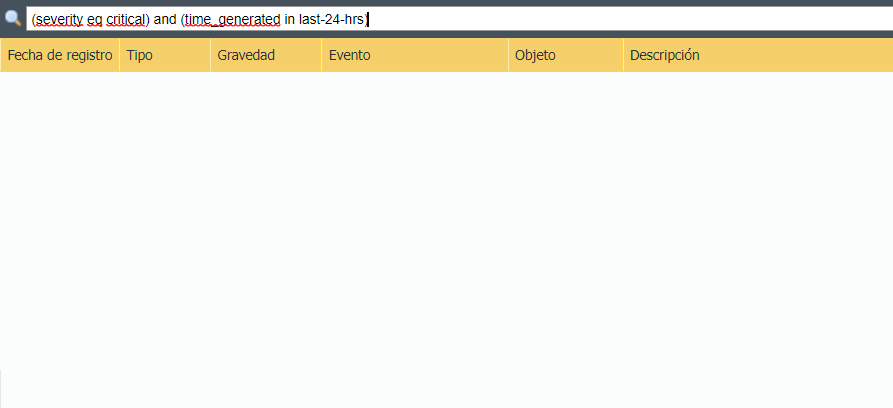 (severity eq critical) and (time_generated in last-24-hrs)
Fecha de registro Tipo Gravedad Evento Objeto Descripción